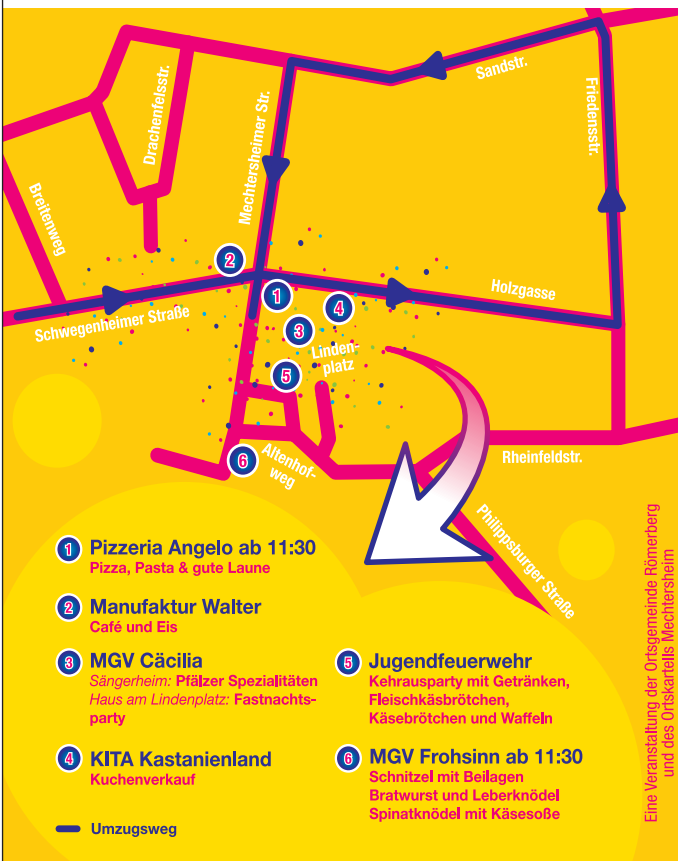 Sandstr.
Friedensstr.
Drachenfelsstr.
Mechtersheimer Str.
Breitenweg
2
1
4
3
Holzgasse
Schwegenheimer Straße
Linden-
platz
5
6
Altenhof-
weg
Rheinfeldstr.
Philippsburger Straße
1 Pizzeria Angelo ab 11:30
Pizza, Pasta & gute Laune
2 Manufaktur Walter
Café und Eis
3 MGV Cäcilia
Sängerheim: Pfälzer Spezialitäten
Haus am Lindenplatz: Fastnachts-
party
4 KITA Kastanienland
Kuchenverkauf
5 Jugendfeuerwehr
Kehrausparty mit Getränken,
Fleischkäsbrötchen,
Käsebrötchen und Waffeln
6 MGV Frohsinn ab 11:30
Schnitzel mit Beilagen
Bratwurst und Leberknödel
Spinatknödel mit Käsesoße
Umzugsweg
Eine Veranstaltung der Ortsgemeinde Römerberg
und des Ortskartells Mechtersheim